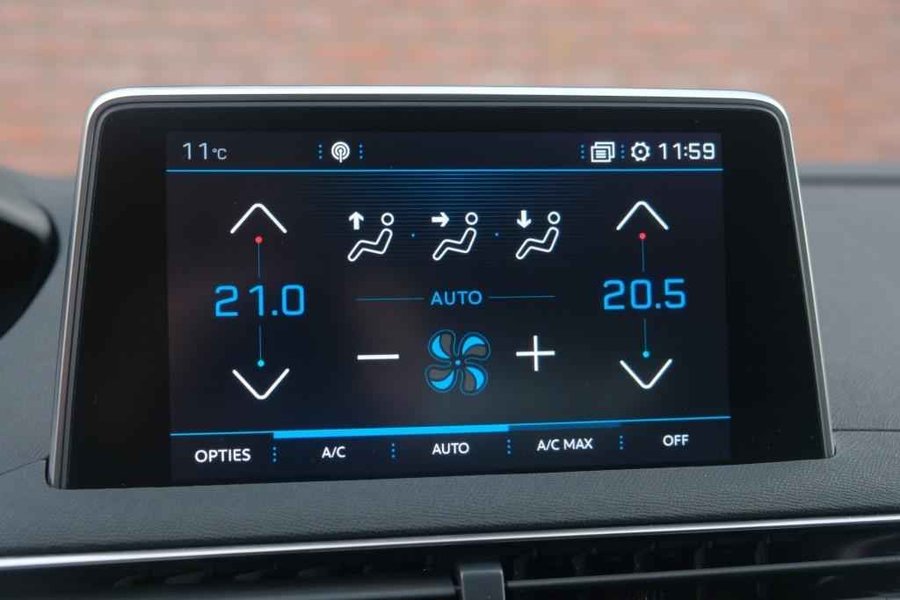 11°C
11:59
21.0
20.5
AUTO
OPTIES
A/C
AUTO
A/C MAX
OFF